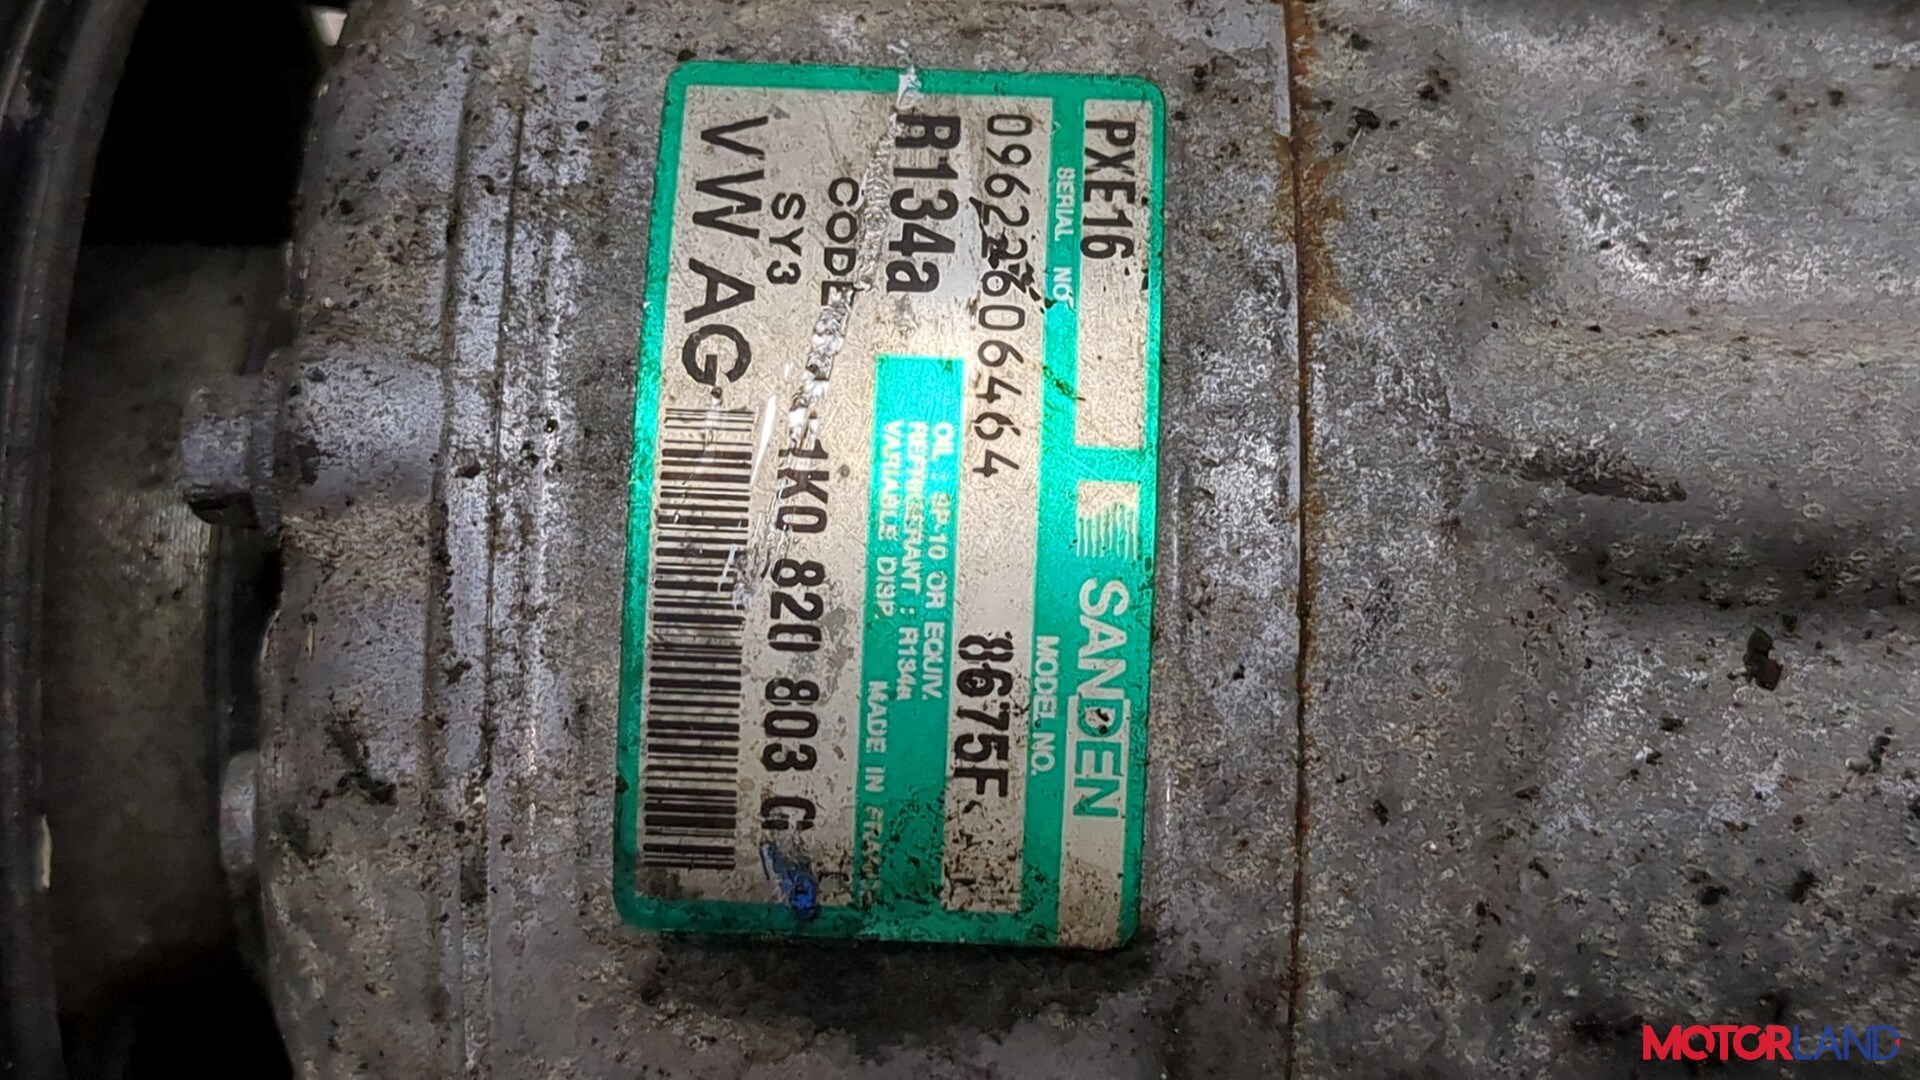 PXE16 SANDEN
SERIAL NO. MODEL NO.
09622606464 8675F
R134a
OIL : SP-10 OR EQUIV.
REFRIGERANT : R134a
VARIABLE DISP.
MADE IN
CODE
SY3
1K0 820 803 G
VW AG
MOTORLAND